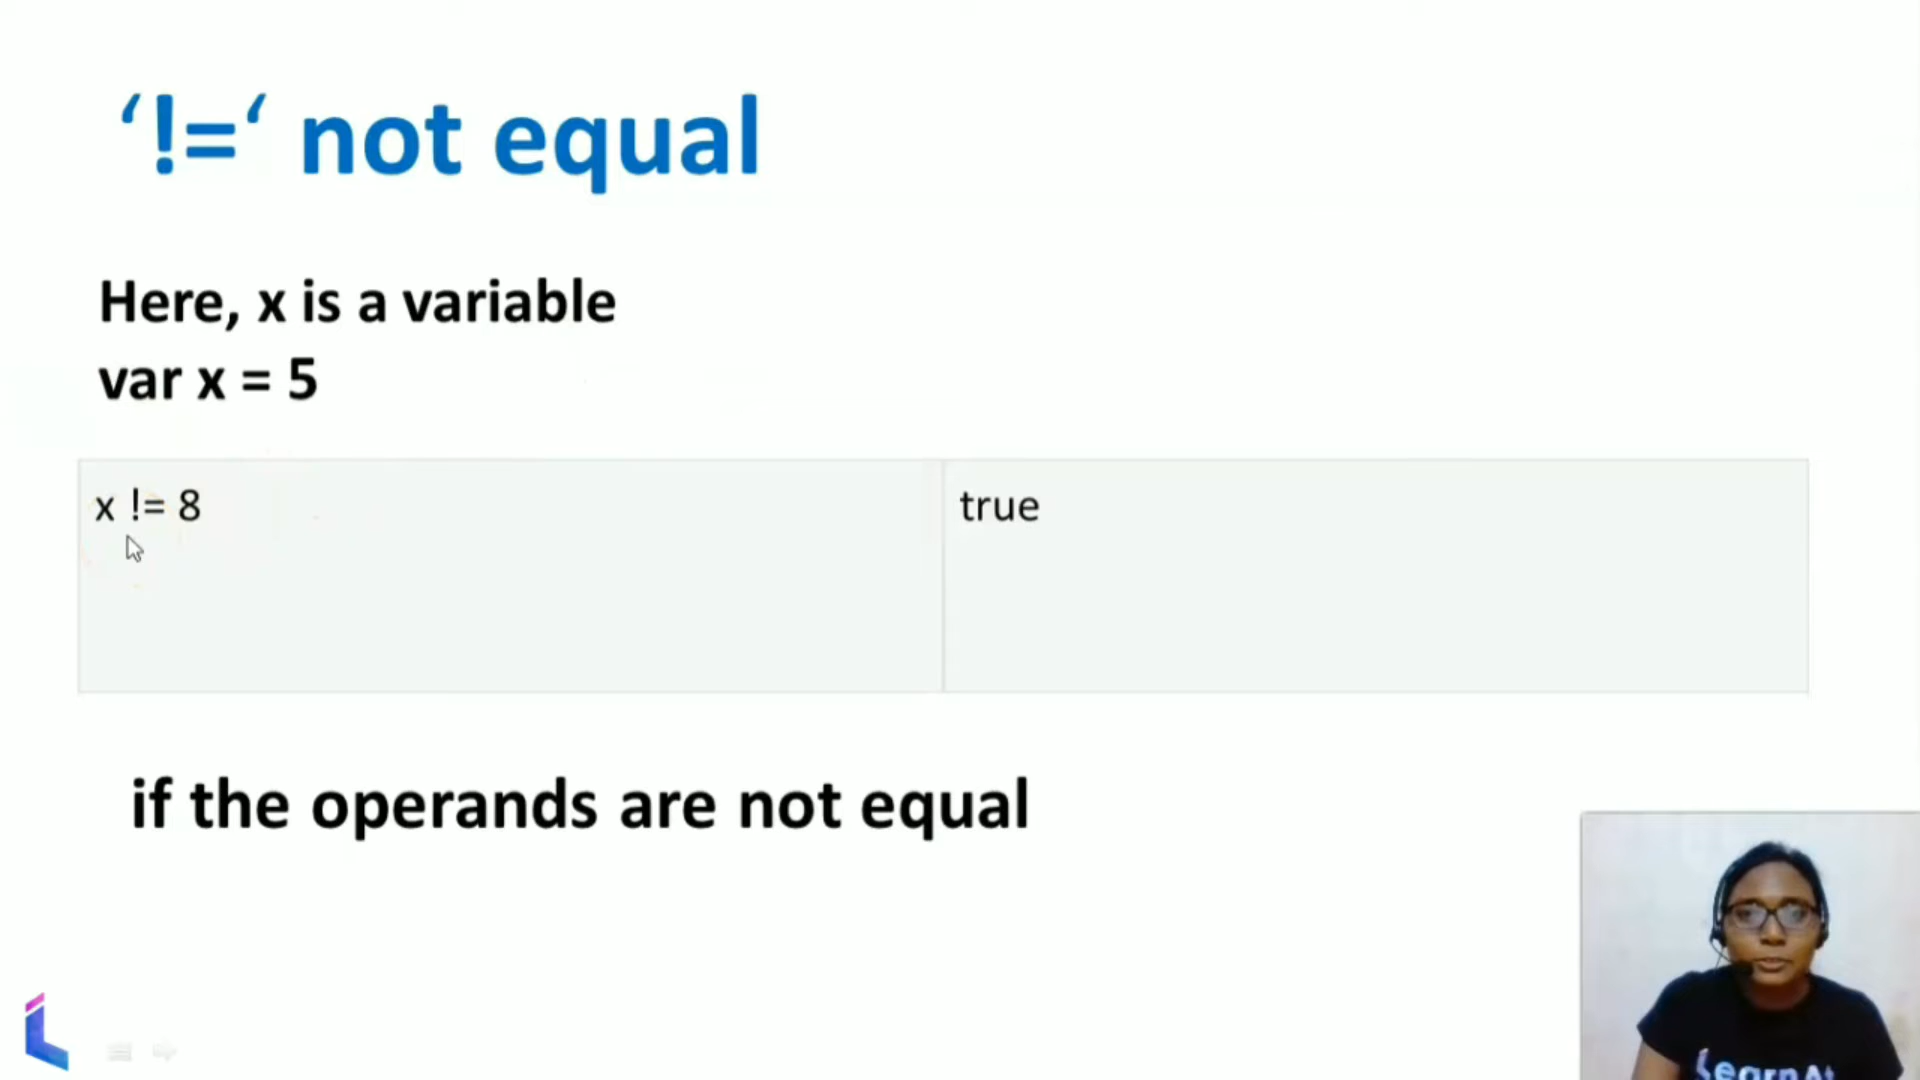 ‘!=‘ not equal
Here, x is a variable
var x = 5
x != 8
true
if the operands are not equal